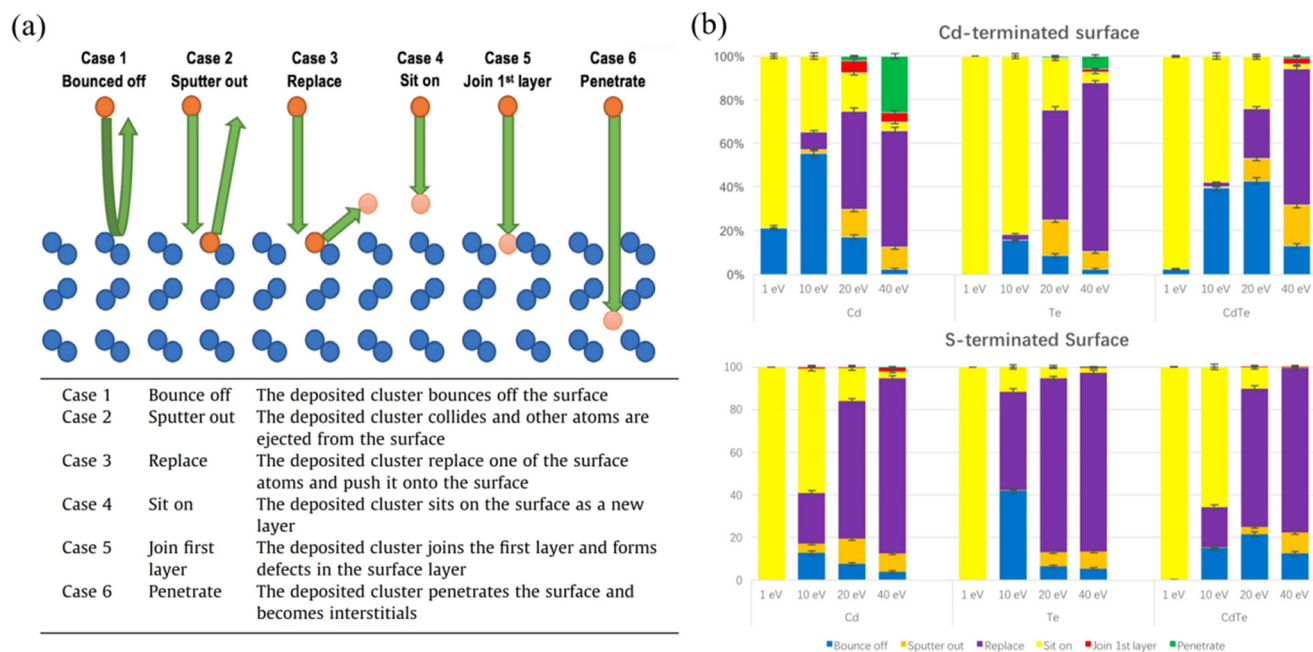 (a)
Case 1
Bounced off
Case 2
Sputter out
Case 3
Replace
Case 4
Sit on
Case 5
Join 1st layer
Case 6
Penetrate
Case 1 Bounce off The deposited cluster bounces off the surface
Case 2 Sputter out The deposited cluster collides and other atoms are
ejected from the surface
Case 3 Replace The deposited cluster replace one of the surface
atoms and push it onto the surface
Case 4 Sit on The deposited cluster sits on the surface as a new
layer
Case 5 Join first The deposited cluster joins the first layer and forms
layer defects in the surface layer
Case 6 Penetrate The deposited cluster penetrates the surface and
becomes interstitials
(b)
Cd-terminated surface
100%
80%
60%
40%
20%
0%
1 eV 10 eV 20 eV 40 eV 1 eV 10 eV 20 eV 40 eV 1 eV 10 eV 20 eV 40 eV
Cd Te CdTe
S-terminated Surface
100
80
60
40
20
0
1 eV 10 eV 20 eV 40 eV 1 eV 10 eV 20 eV 40 eV 1 eV 10 eV 20 eV 40 eV
Cd Te CdTe
Bounce off Sputter out Replace Sit on Join 1st layer Penetrate